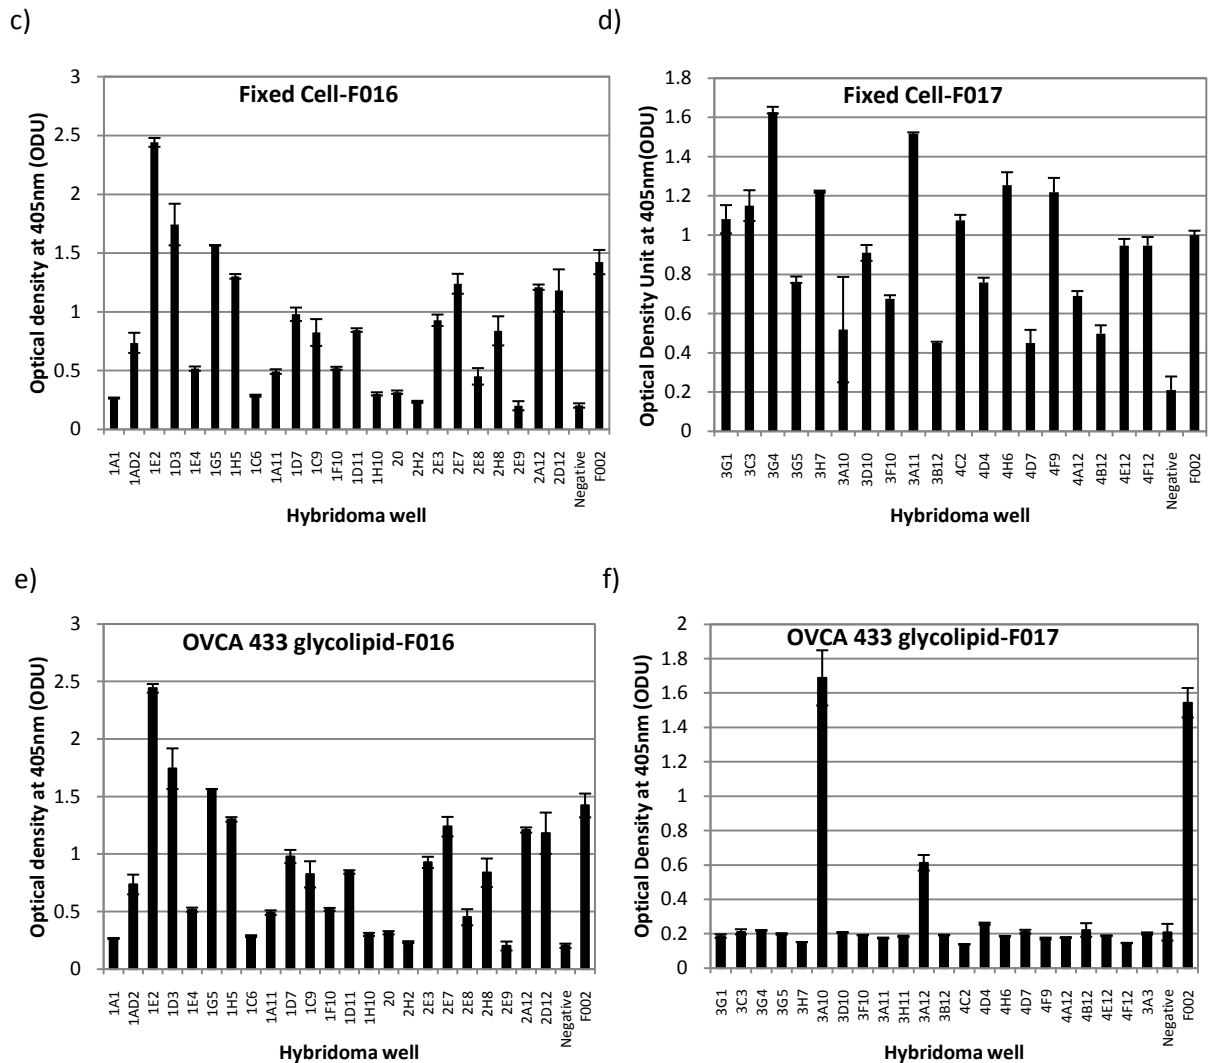 c)
Fixed Cell-F016
Optical density at 405nm (ODU)
3
2.5
2
1.5
1
0.5
0
1A1 1AD2 1E2 1D3 1E4 1G5 1H5 1C6 1A11 1D7 1C9 1F10 1D11 1H10 20 2H2 2E3 2E7 2E8 2H8 2E9 2A12 2D12 Negative F002
Hybridoma well
d)
Fixed Cell-F017
Optical Density Unit at 405nm(ODU)
1.8
1.6
1.4
1.2
1
0.8
0.6
0.4
0.2
0
3G1 3C3 3G4 3G5 3H7 3A10 3D10 3F10 3A11 3B12 4C2 4D4 4H6 4D7 4F9 4A12 4B12 4E12 4F12 Negative F002
Hybridoma well
e)
OVCA 433 glycolipid-F016
Optical density at 405nm (ODU)
3
2.5
2
1.5
1
0.5
0
1A1 1AD2 1E2 1D3 1E4 1G5 1H5 1C6 1A11 1D7 1C9 1F10 1D11 1H10 20 2H2 2E3 2E7 2E8 2H8 2E9 2A12 2D12 Negative F002
Hybridoma well
f)
OVCA 433 glycolipid-F017
Optical Density at 405nm (ODU)
2
1.8
1.6
1.4
1.2
1
0.8
0.6
0.4
0.2
0
3G1 3C3 3G4 3G5 3H7 3A10 3D10 3F10 3A11 3H11 3A12 3B12 4C2 4D4 4H6 4D7 4F9 4A12 4B12 4E12 4F12 3A3 Negative F002
Hybridoma well